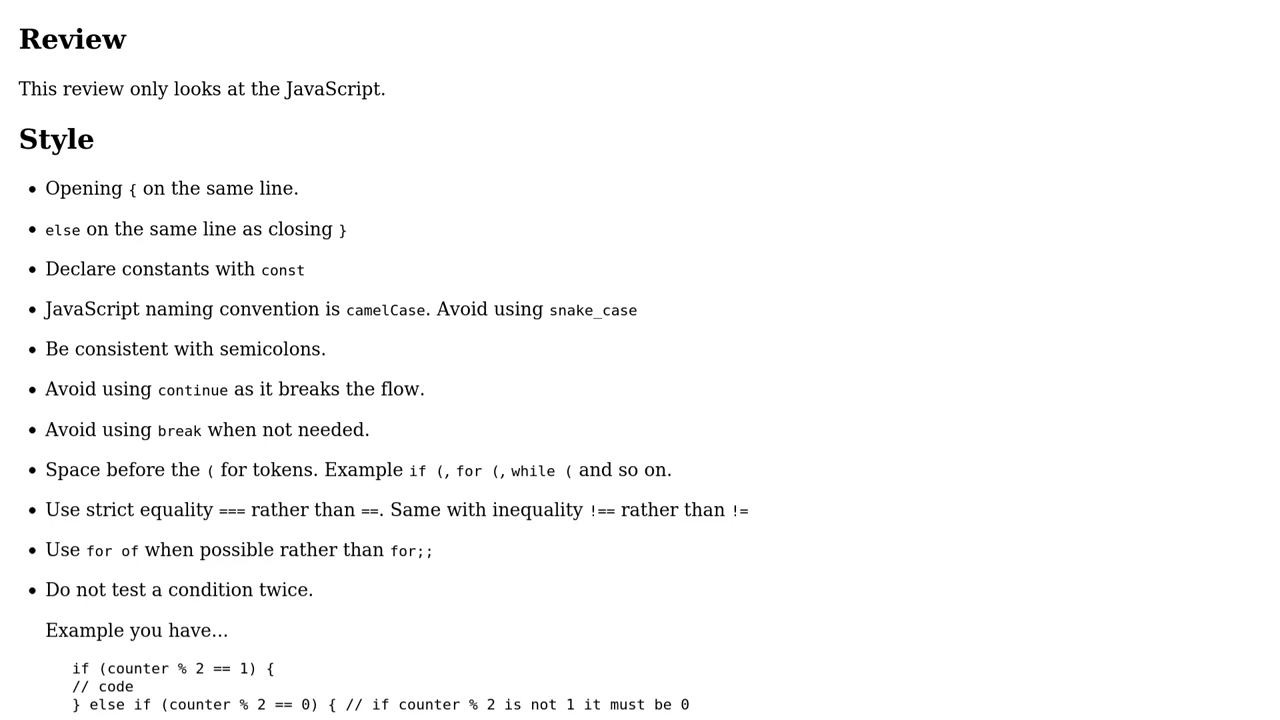 Review
This review only looks at the JavaScript.
Style
• Opening { on the same line.
• else on the same line as closing }
• Declare constants with const
• JavaScript naming convention is camelCase. Avoid using snake_case
• Be consistent with semicolons.
• Avoid using continue as it breaks the flow.
• Avoid using break when not needed.
• Space before the ( for tokens. Example if (, for (, while ( and so on.
• Use strict equality === rather than ==. Same with inequality !== rather than !=
• Use for of when possible rather than for;;
• Do not test a condition twice.
Example you have...
if (counter % 2 == 1) {
// code
} else if (counter % 2 == 0) { // if counter % 2 is not 1 it must be 0